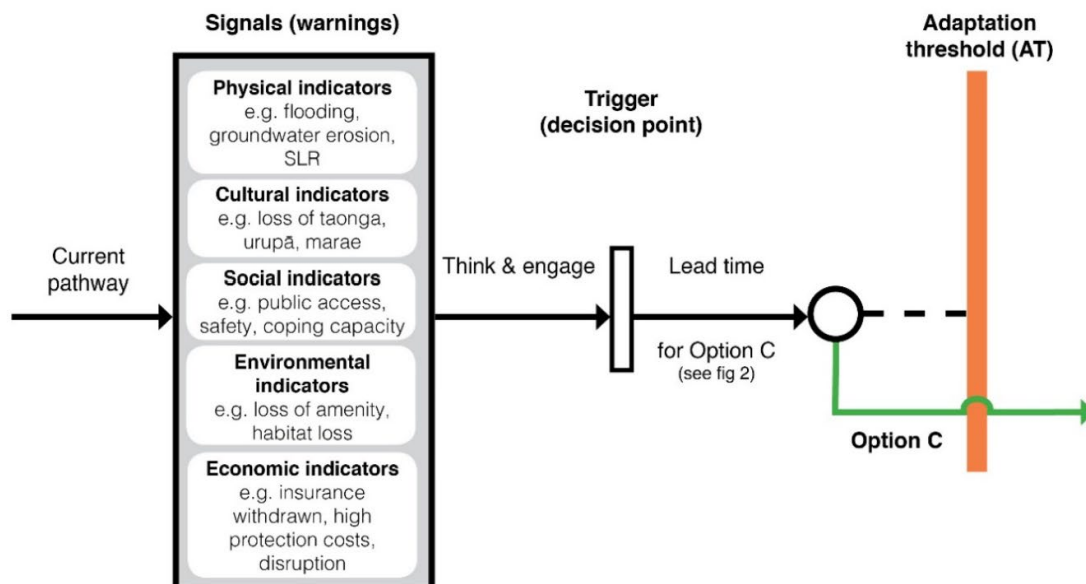 Signals (warnings)
Adaptation
threshold (AT)
Physical indicators
e.g. flooding,
groundwater erosion,
SLR
Trigger
(decision point)
Cultural indicators
e.g. loss of taonga,
urupā, marae
Current
pathway
Social indicators
e.g. public access,
safety, coping capacity
Think & engage
Lead time
for Option C
(see fig 2)
Environmental
indicators
e.g. loss of amenity,
habitat loss
Option C
Economic indicators
e.g. insurance
withdrawn, high
protection costs,
disruption